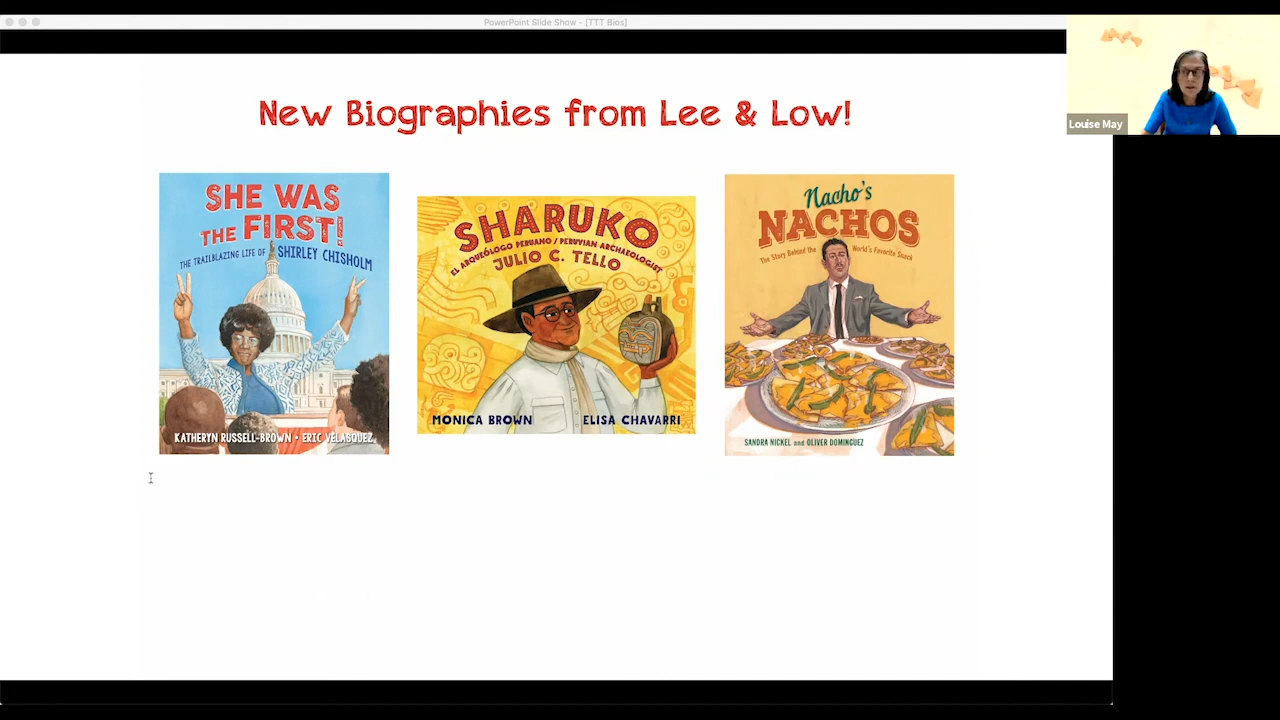 PowerPoint Slide Show - [TTT Bios]
Louise May
New Biographies from Lee & Low!
SHE WAS
THE FIRST!
THE TRAILBLAZING LIFE OF SHIRLEY CHISHOLM
KATHERYN RUSSELL-BROWN • ERIC VELASQUEZ
SHARUKO
EL ARQUEÓLOGO PERUANO / PERUVIAN ARCHAEOLOGIST
JULIO C. TELLO
MONICA BROWN ELISA CHAVARRI
Nacho's
NACHOS
The Story Behind the World's Favorite Snack
SANDRA NICKEL and OLIVER DOMINGUEZ